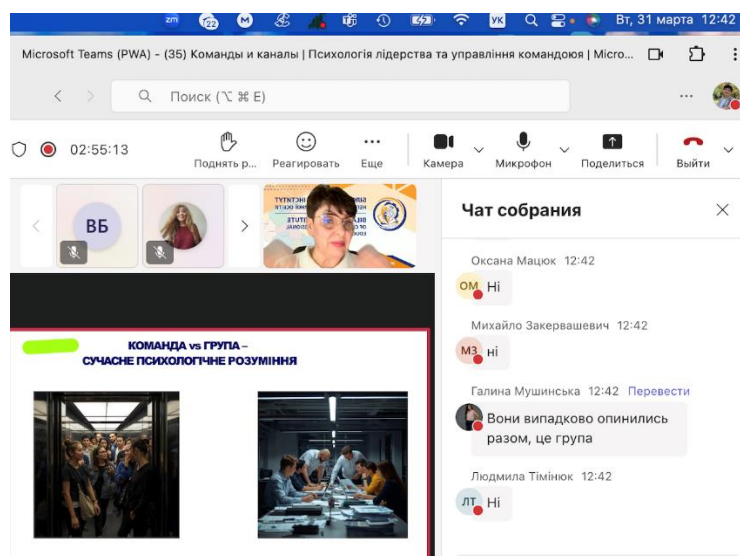 zm
22
M
УК
Вт, 31 марта 12:42
Microsoft Teams (PWA) - (35) Команды и каналы | Психологія лідерства та управління командою | Micro...
Поиск (⌥ ⌘ E)
02:55:13
Поднять р...
Реагировать
Еще
Камера
Микрофон
Поделиться
Выйти
ВБ
Чат собрания
Оксана Мацюк 12:42
ОМ
Ні
Михайло Закервашевич 12:42
МЗ
ні
Галина Мушинська 12:42 Перевести
Вони випадково опинились
разом, це група
Людмила Тімінюк 12:42
ЛТ
Ні
КОМАНДА vs ГРУПА –
СУЧАСНЕ ПСИХОЛОГІЧНЕ РОЗУМІННЯ